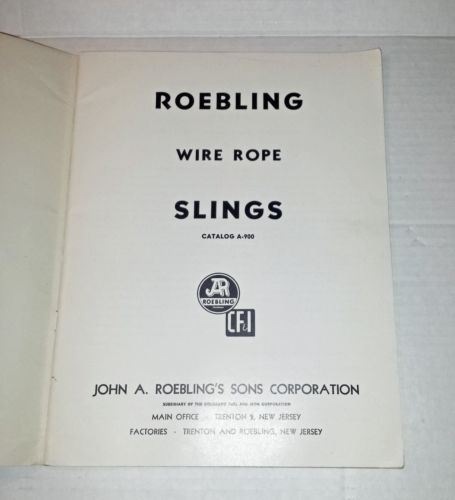 ROEBLING
WIRE ROPE
SLINGS
CATALOG A-900
JAR
ROEBLING
CF&I
JOHN A. ROEBLING'S SONS CORPORATION
SUBSIDIARY OF THE COLORADO FUEL AND IRON CORPORATION
MAIN OFFICE - TRENTON 2, NEW JERSEY
FACTORIES - TRENTON AND ROEBLING, NEW JERSEY